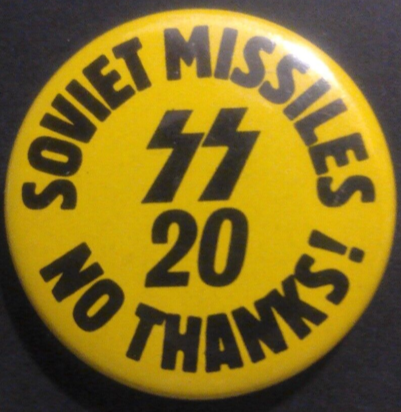 SOVIET MISSILES
SS
20
NO THANKS!